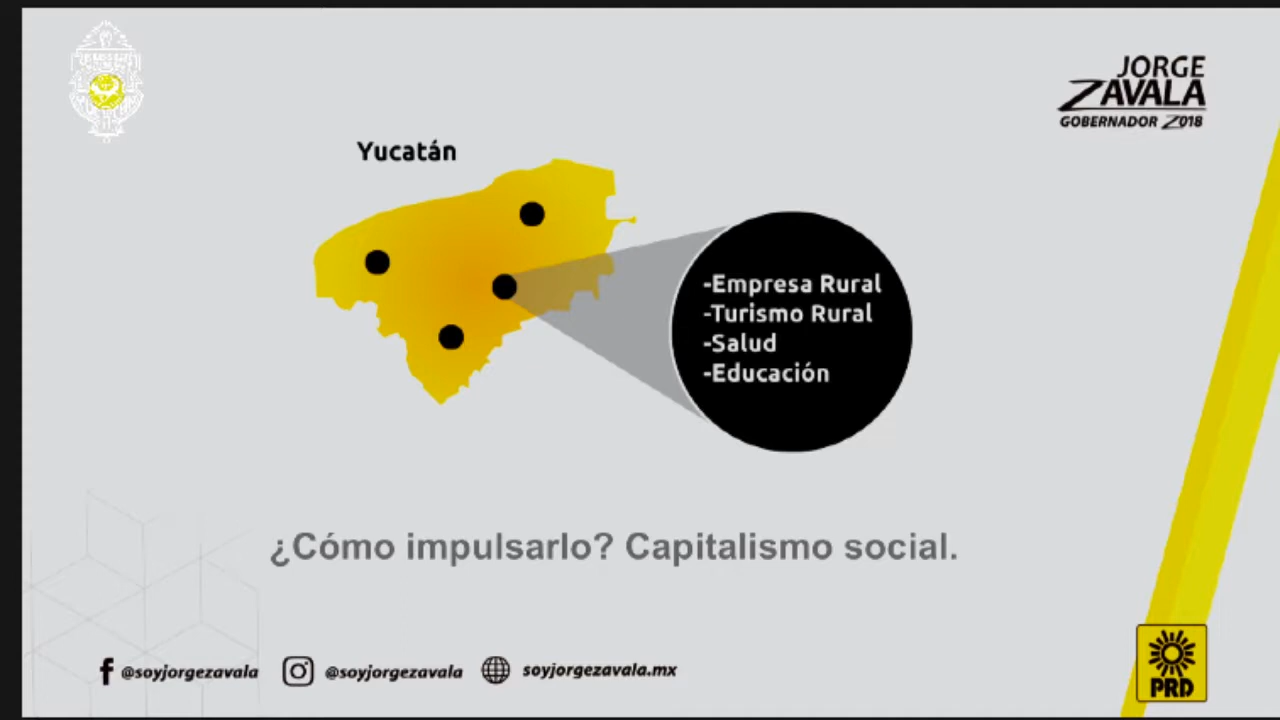 JORGE
ZAVALA
GOBERNADOR 2018
Yucatán
-Empresa Rural
-Turismo Rural
-Salud
-Educación
¿Cómo impulsarlo? Capitalismo social.
@soyjorgezavala
@soyjorgezavala
soyjorgezavala.mx
PRD